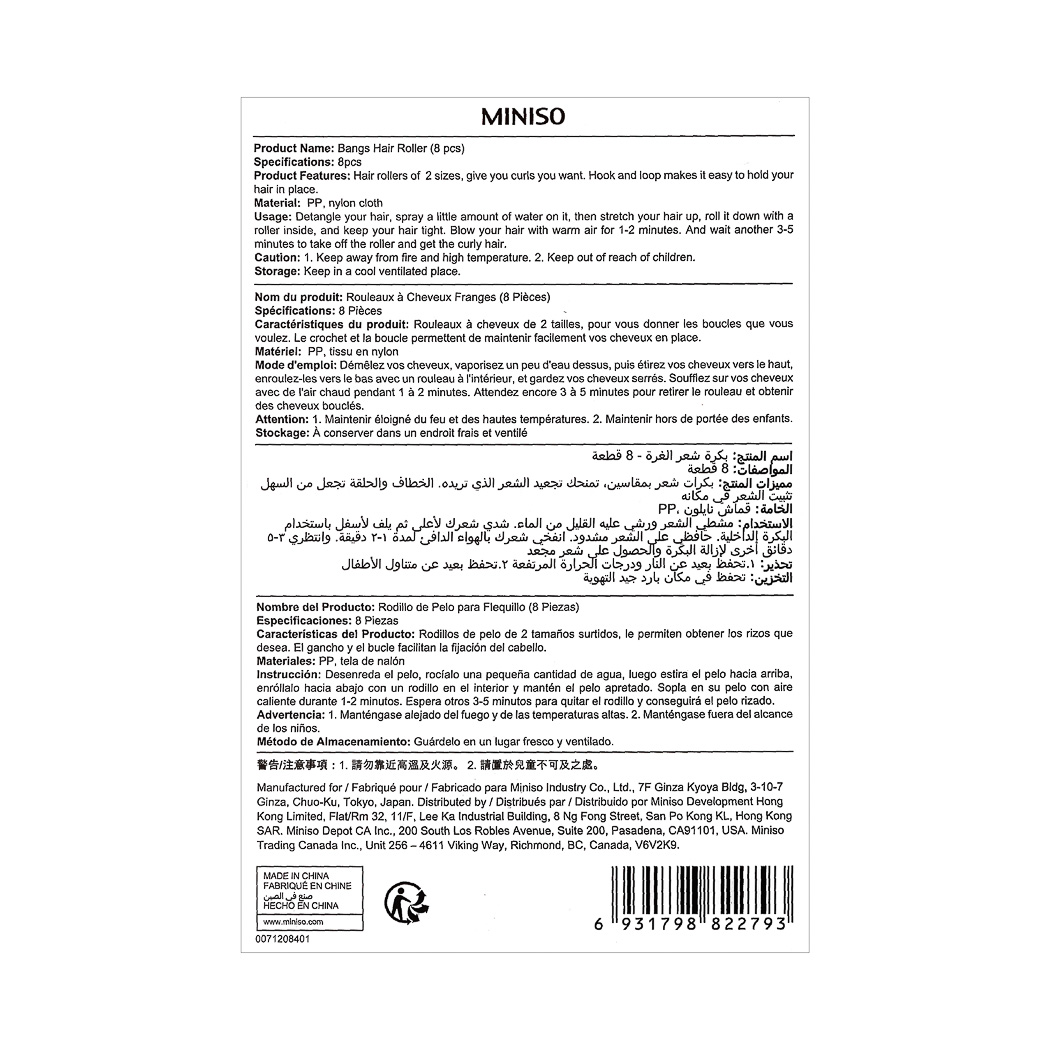 MINISO
Product Name: Bangs Hair Roller (8 pcs)
Specifications: 8pcs
Product Features: Hair rollers of 2 sizes, give you curls you want. Hook and loop makes it easy to hold your
hair in place.
Material: PP, nylon cloth
Usage: Detangle your hair, spray a little amount of water on it, then stretch your hair up, roll it down with a
roller inside, and keep your hair tight. Blow your hair with warm air for 1-2 minutes. And wait another 3-5
minutes to take off the roller and get the curly hair.
Caution: 1. Keep away from fire and high temperature. 2. Keep out of reach of children.
Storage: Keep in a cool ventilated place.
Nom du produit: Rouleaux à Cheveux Franges (8 Pièces)
Spécifications: 8 Pièces
Caractéristiques du produit: Rouleaux à cheveux de 2 tailles, pour vous donner les boucles que vous
voulez. Le crochet et la boucle permettent de maintenir facilement vos cheveux en place.
Matériel: PP, tissu en nylon
Mode d'emploi: Démêlez vos cheveux, vaporisez un peu d'eau dessus, puis étirez vos cheveux vers le haut,
enroulez-les vers le bas avec un rouleau à l'intérieur, et gardez vos cheveux serrés. Soufflez sur vos cheveux
avec de l'air chaud pendant 1 à 2 minutes. Attendez encore 3 à 5 minutes pour retirer le rouleau et obtenir
des cheveux bouclés.
Attention: 1. Maintenir éloigné du feu et des hautes températures. 2. Maintenir hors de portée des enfants.
Stockage: À conserver dans un endroit frais et ventilé
اسم المنتج: بكرة شعر الغرة - 8 قطعة
المواصفات: 8 قطعة
مميزات المنتج: بكرات شعر بمقاسين، تمنحك تجعيد الشعر الذي تريده. الخطاف والحلقة تجعل من السهل
تثبيت الشعر في مكانه
الخامة: قماش نايلون ،PP
الاستخدام: مشطي الشعر ورشي عليه القليل من الماء. شدي شعرك لأعلى ثم يلف لأسفل باستخدام
البكرة الداخلية. حافظي على الشعر مشدود. انفخي شعرك بالهواء الدافئ لمدة ١-٢ دقيقة. وانتظري ٣-٥
دقائق أخرى لإزالة البكرة والحصول على شعر مجعد
تحذير: ١.تحفظ بعيد عن النار ودرجات الحرارة المرتفعة ٢.تحفظ بعيد عن متناول الأطفال
التخزين: تحفظ في مكان بارد جيد التهوية
Nombre del Producto: Rodillo de Pelo para Flequillo (8 Piezas)
Especificaciones: 8 Piezas
Características del Producto: Rodillos de pelo de 2 tamaños surtidos, le permiten obtener los rizos que
desea. El gancho y el bucle facilitan la fijación del cabello.
Materiales: PP, tela de nalón
Instrucción: Desenreda el pelo, rocíalo una pequeña cantidad de agua, luego estira el pelo hacia arriba,
enróllalo hacia abajo con un rodillo en el interior y mantén el pelo apretado. Sopla en su pelo con aire
caliente durante 1-2 minutos. Espera otros 3-5 minutos para quitar el rodillo y conseguirá el pelo rizado.
Advertencia: 1. Manténgase alejado del fuego y de las temperaturas altas. 2. Manténgase fuera del alcance
de los niños.
Método de Almacenamiento: Guárdelo en un lugar fresco y ventilado.
警告/注意事項：1. 請勿靠近高溫及火源。 2. 請置於兒童不可及之處。
Manufactured for / Fabriqué pour / Fabricado para Miniso Industry Co., Ltd., 7F Ginza Kyoya Bldg, 3-10-7
Ginza, Chuo-Ku, Tokyo, Japan. Distributed by / Distribués par / Distribuido por Miniso Development Hong
Kong Limited, Flat/Rm 32, 11/F, Lee Ka Industrial Building, 8 Ng Fong Street, San Po Kong KL, Hong Kong
SAR. Miniso Depot CA Inc., 200 South Los Robles Avenue, Suite 200, Pasadena, CA91101, USA. Miniso
Trading Canada Inc., Unit 256 – 4611 Viking Way, Richmond, BC, Canada, V6V2K9.
MADE IN CHINA
FABRIQUÉ EN CHINE
صنع في الصين
HECHO EN CHINA
www.miniso.com
0071208401
6 931798 822793